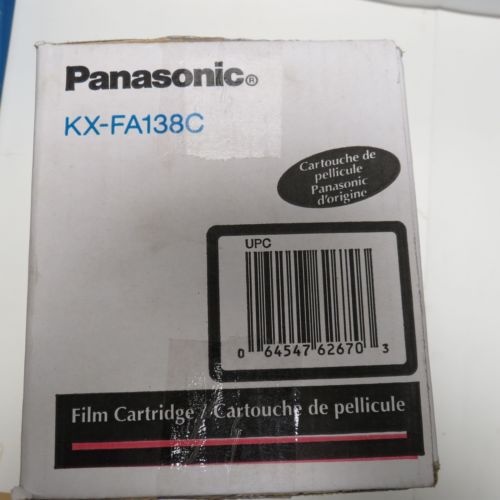 Panasonic®
KX-FA138C
Cartouche de
pellicule
Panasonic
d'origine
UPC
0 64547 62670 3
Film Cartridge / Cartouche de pellicule